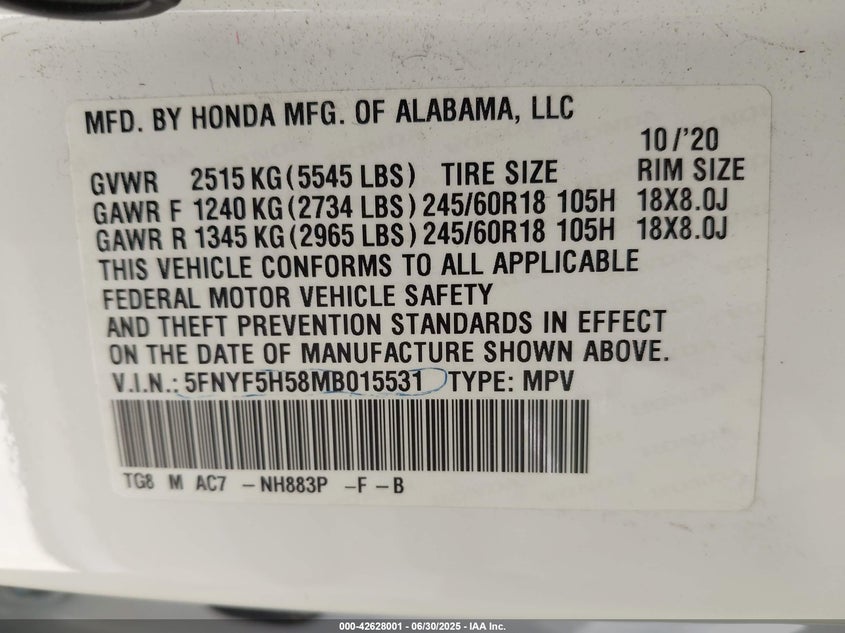 MFD. BY HONDA MFG. OF ALABAMA, LLC
10/'20
GVWR 2515 KG (5545 LBS) TIRE SIZE RIM SIZE
GAWR F 1240 KG (2734 LBS) 245/60R18 105H 18X8.0J
GAWR R 1345 KG (2965 LBS) 245/60R18 105H 18X8.0J
THIS VEHICLE CONFORMS TO ALL APPLICABLE
FEDERAL MOTOR VEHICLE SAFETY
AND THEFT PREVENTION STANDARDS IN EFFECT
ON THE DATE OF MANUFACTURE SHOWN ABOVE.
V.I.N.: 5FNYF5H58MB015531 TYPE: MPV
TG8 M AC7 -NH883P -F -B
000-42628001 - 06/30/2025 - IAA Inc.